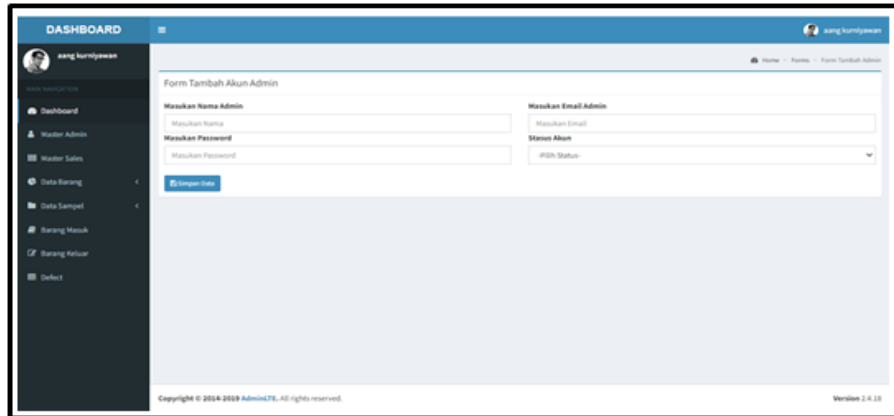 DASHBOARD
aang kurniyawan
aang kurniyawan
MAIN NAVIGATION
Dashboard
Master Admin
Master Sales
Data Barang
Data Sampel
Barang Masuk
Barang Keluar
Defect
Home > Forms > Form Tambah Admin
Form Tambah Akun Admin
Masukan Nama Admin
Masukan Nama
Masukan Email Admin
Masukan Email
Masukan Password
Masukan Password
Stasus Akun
-Pilih Status-
Simpan Data
Copyright © 2014-2019 AdminLTE. All rights reserved.
Version 2.4.18